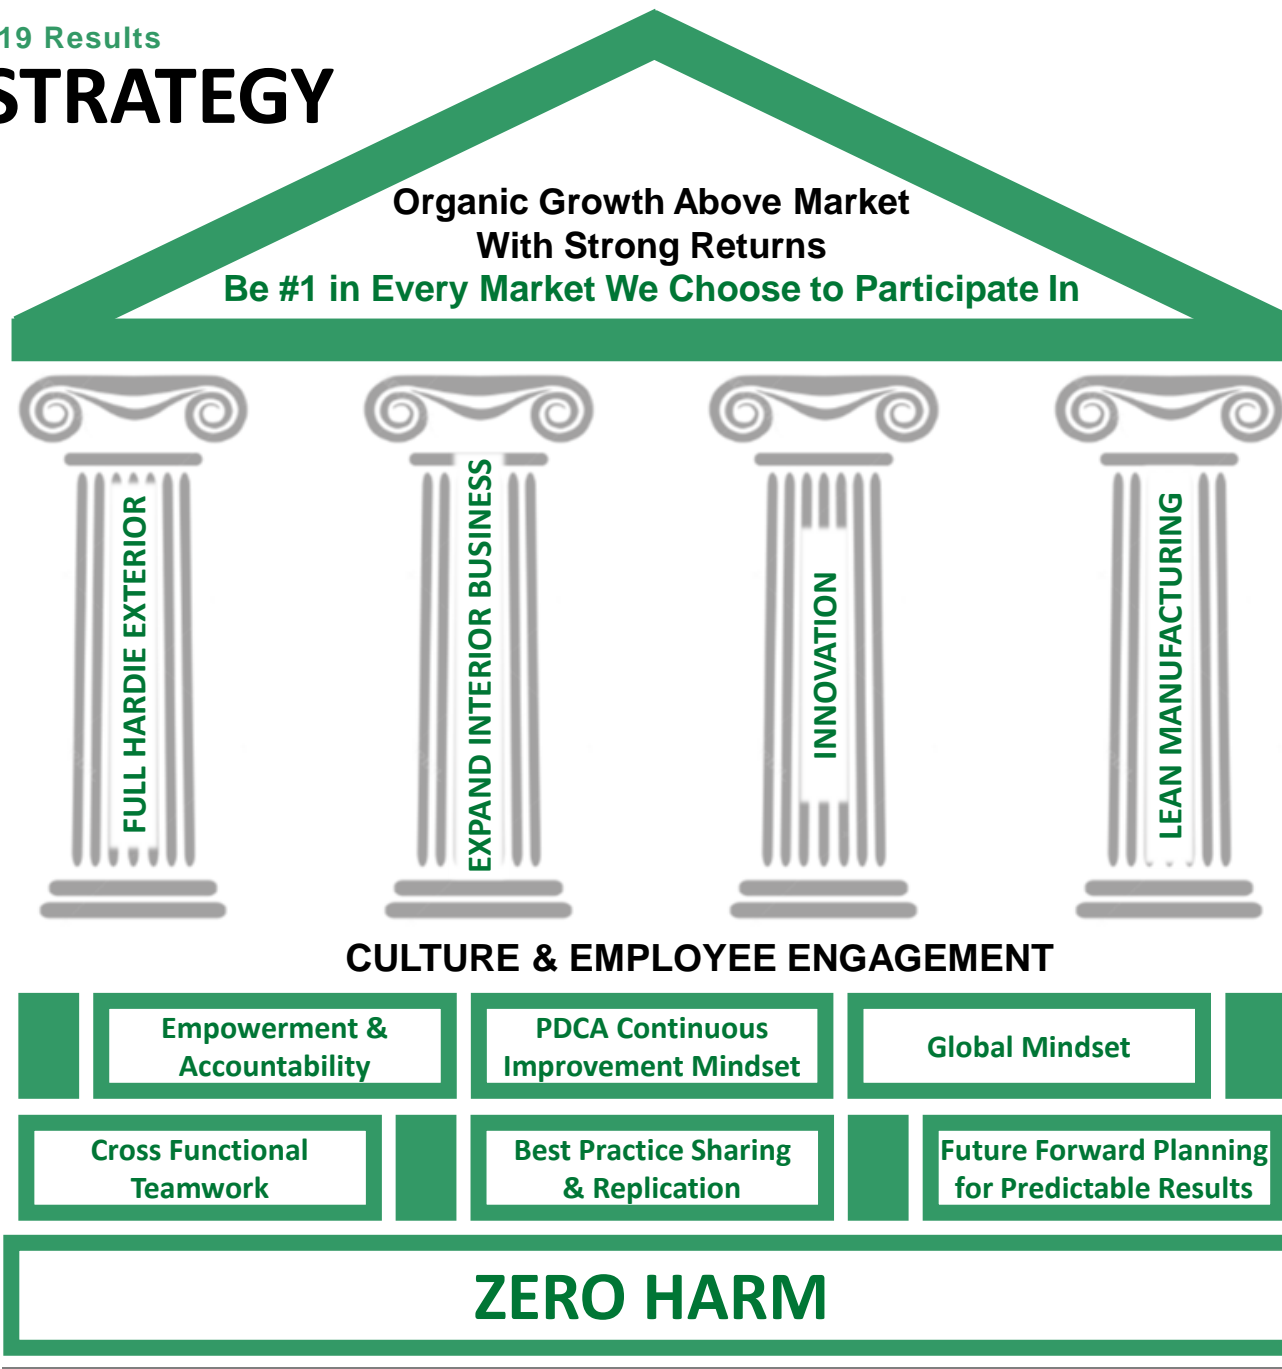 19 Results
STRATEGY
Organic Growth Above Market
With Strong Returns
Be #1 in Every Market We Choose to Participate In
FULL HARDIE EXTERIOR
EXPAND INTERIOR BUSINESS
INNOVATION
LEAN MANUFACTURING
CULTURE & EMPLOYEE ENGAGEMENT
Empowerment &
Accountability
PDCA Continuous
Improvement Mindset
Global Mindset
Cross Functional
Teamwork
Best Practice Sharing
& Replication
Future Forward Planning
for Predictable Results
ZERO HARM